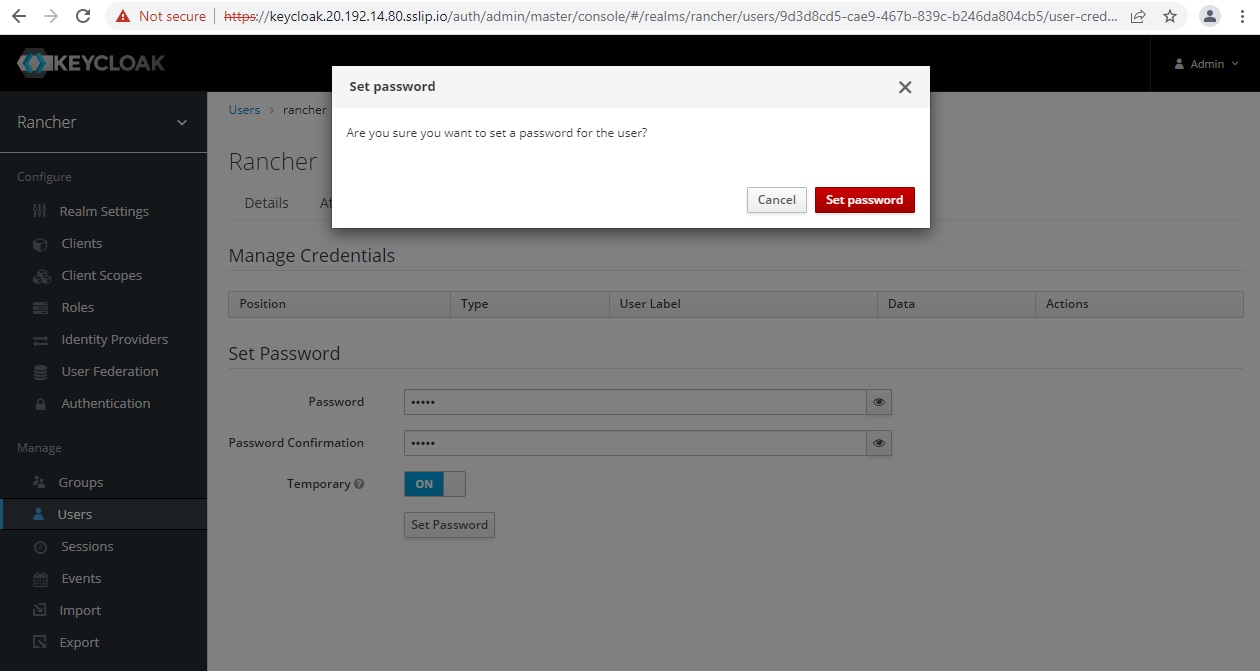 Not secure https://keycloak.20.192.14.80.sslip.io/auth/admin/master/console/#/realms/rancher/users/9d3d8cd5-cae9-467b-839c-b246da804cb5/user-cred...
KEYCLOAK
Admin
Set password
Are you sure you want to set a password for the user?
Cancel Set password
Rancher
Configure
Realm Settings
Clients
Client Scopes
Roles
Identity Providers
User Federation
Authentication
Manage
Groups
Users
Sessions
Events
Import
Export
Users > rancher
Rancher
Details At
Manage Credentials
Position Type User Label Data Actions
Set Password
Password •••••
Password Confirmation •••••
Temporary ON
Set Password